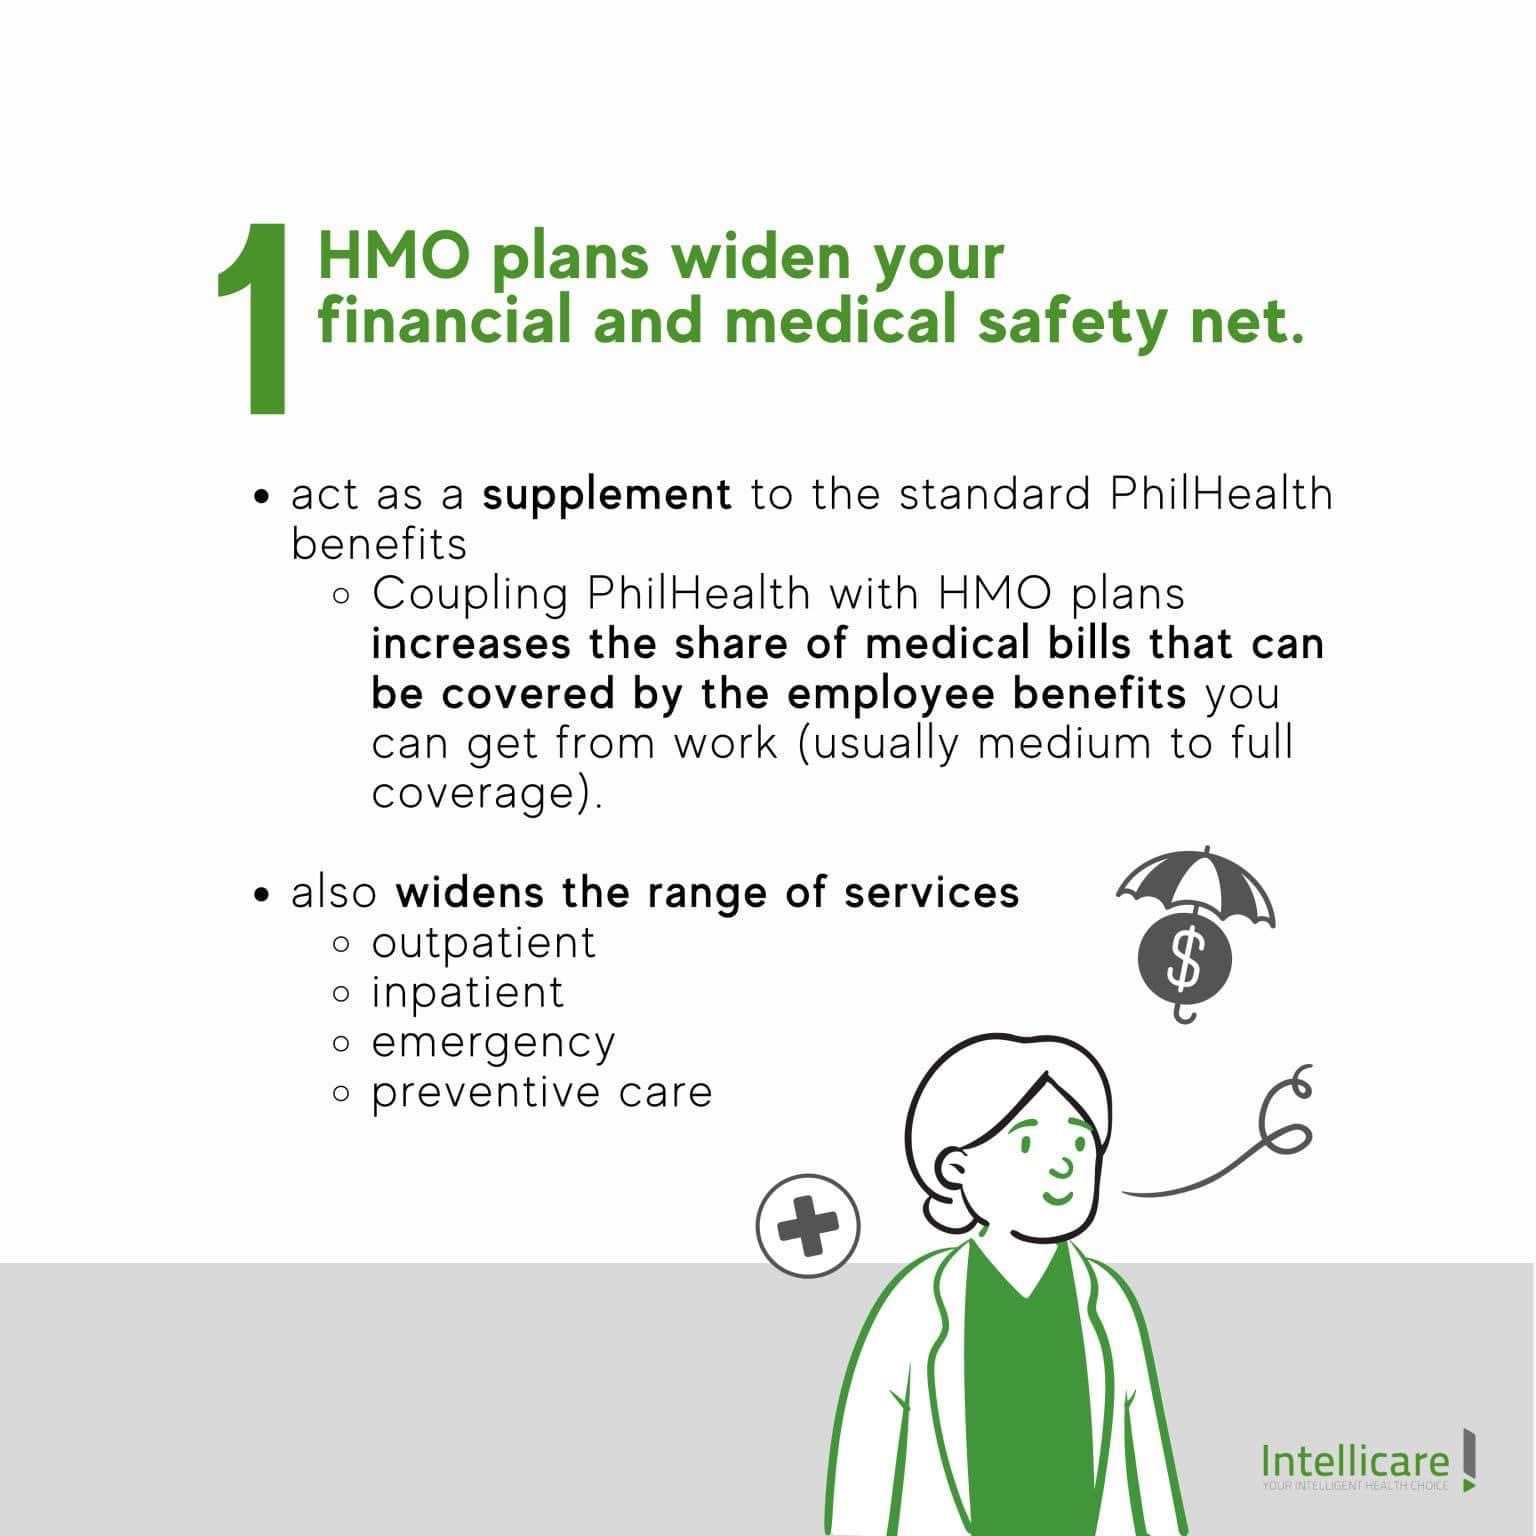 1
HMO plans widen your
financial and medical safety net.
• act as a supplement to the standard PhilHealth
benefits
○ Coupling PhilHealth with HMO plans
increases the share of medical bills that can
be covered by the employee benefits you
can get from work (usually medium to full
coverage).
• also widens the range of services
○ outpatient
○ inpatient
○ emergency
○ preventive care
$
Intellicare
YOUR INTELLIGENT HEALTH CHOICE